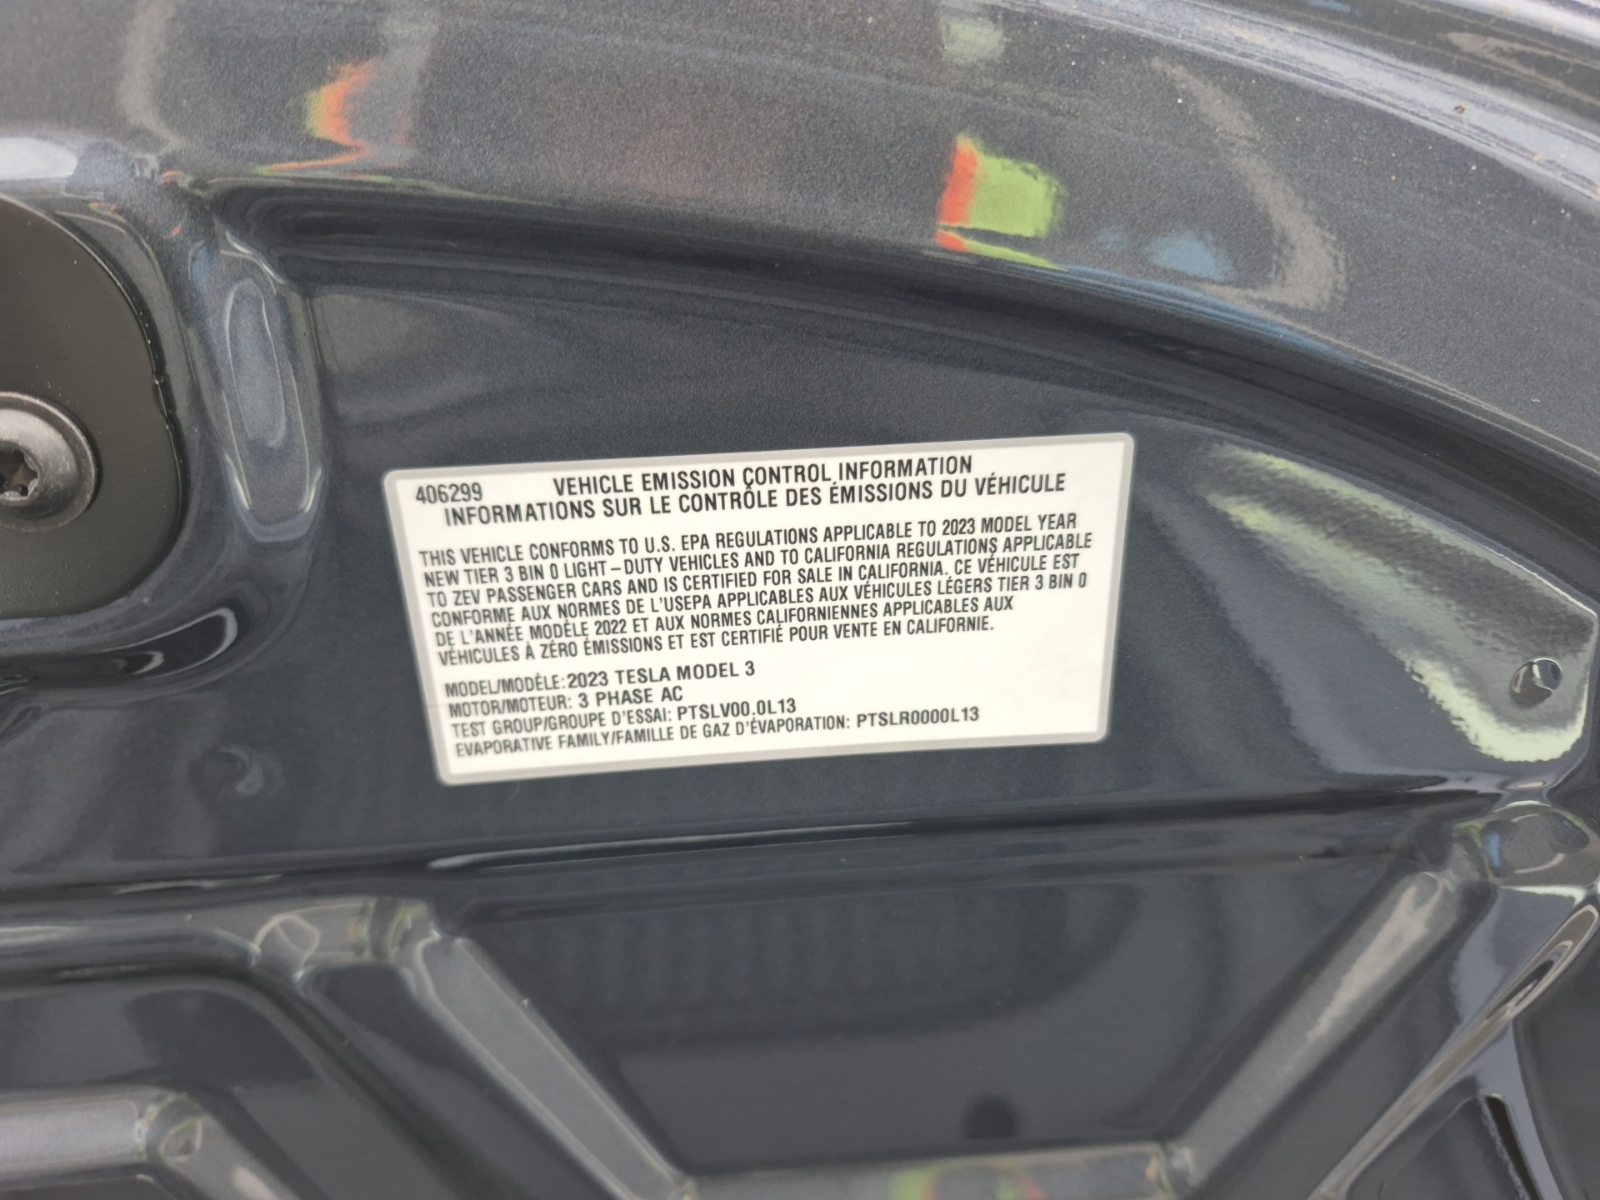 406299
VEHICLE EMISSION CONTROL INFORMATION
INFORMATIONS SUR LE CONTRÔLE DES ÉMISSIONS DU VÉHICULE
THIS VEHICLE CONFORMS TO U.S. EPA REGULATIONS APPLICABLE TO 2023 MODEL YEAR
NEW TIER 3 BIN 0 LIGHT-DUTY VEHICLES AND TO CALIFORNIA REGULATIONS APPLICABLE
TO ZEV PASSENGER CARS AND IS CERTIFIED FOR SALE IN CALIFORNIA. CE VÉHICULE EST
CONFORME AUX NORMES DE L'USEPA APPLICABLES AUX VÉHICULES LÉGERS TIER 3 BIN 0
DE L'ANNÉE MODÈLE 2022 ET AUX NORMES CALIFORNIENNES APPLICABLES AUX
VÉHICULES À ZÉRO ÉMISSIONS ET EST CERTIFIÉ POUR VENTE EN CALIFORNIE.
MODEL/MODÈLE: 2023 TESLA MODEL 3
MOTOR/MOTEUR: 3 PHASE AC
TEST GROUP/GROUPE D'ESSAI: PTSLV00.0L13
EVAPORATIVE FAMILY/FAMILLE DE GAZ D'ÉVAPORATION: PTSLR0000L13